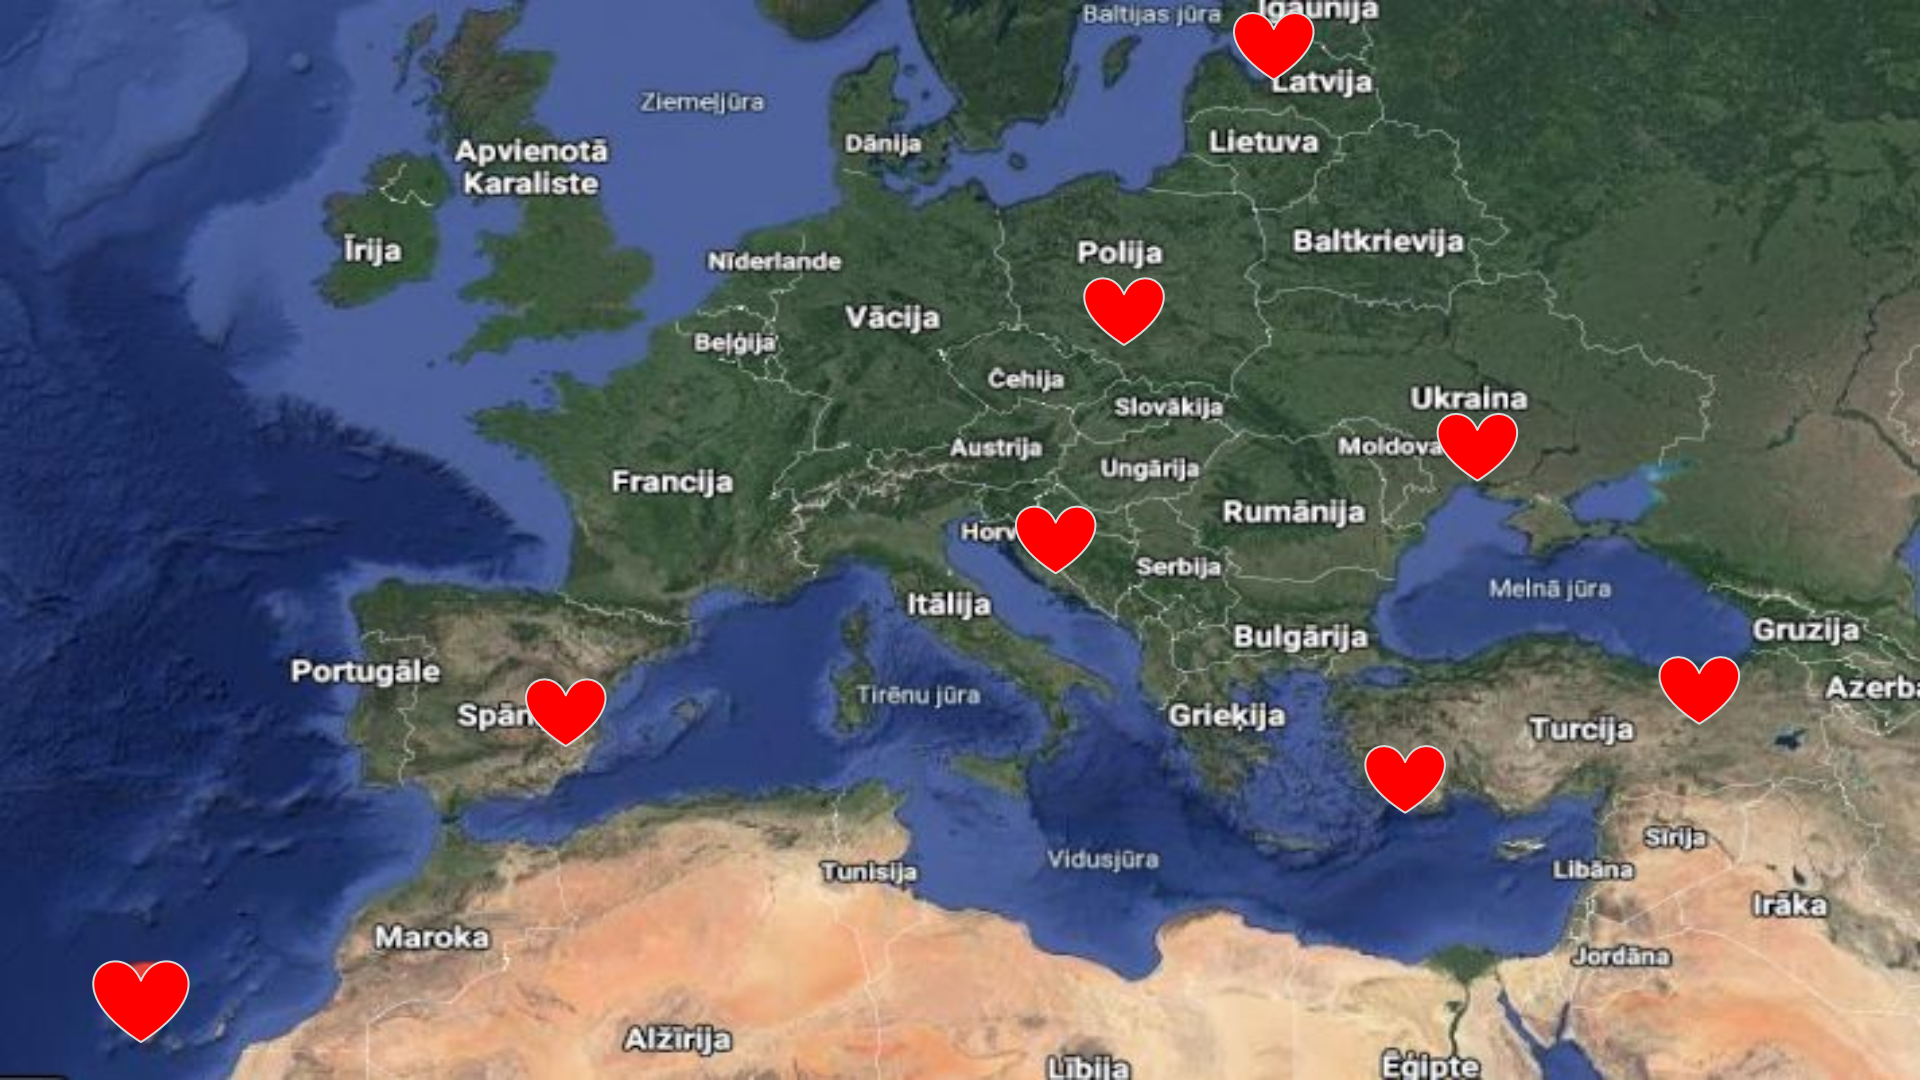 Baltijas jūra
Igaunija
Latvija
Ziemeļjūra
Dānija
Lietuva
Apvienotā
Karaliste
Īrija
Nīderlande
Polija
Baltkrievija
Vācija
Beļģija
Čehija
Slovākija
Ukraina
Austrija
Ungārija
Moldova
Francija
Rumānija
Horv
Serbija
Melnā jūra
Itālija
Bulgārija
Gruzija
Portugāle
Spān
Tirēnu jūra
Grieķija
Turcija
Azerba
Sīrija
Tunisija
Vidusjūra
Libāna
Irāka
Maroka
Jordāna
Alžīrija
Lībija
Ēģipte